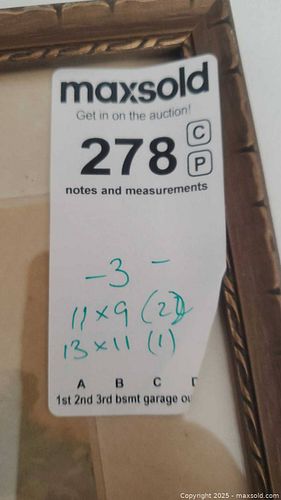 maxsold
Get in on the auction!
278 C
P
notes and measurements
- 3 -
11 x 9 (2)
13 x 11 (1)
A B C
1st 2nd 3rd bsmt garage ou
Copyright © 2025 - maxsold.com